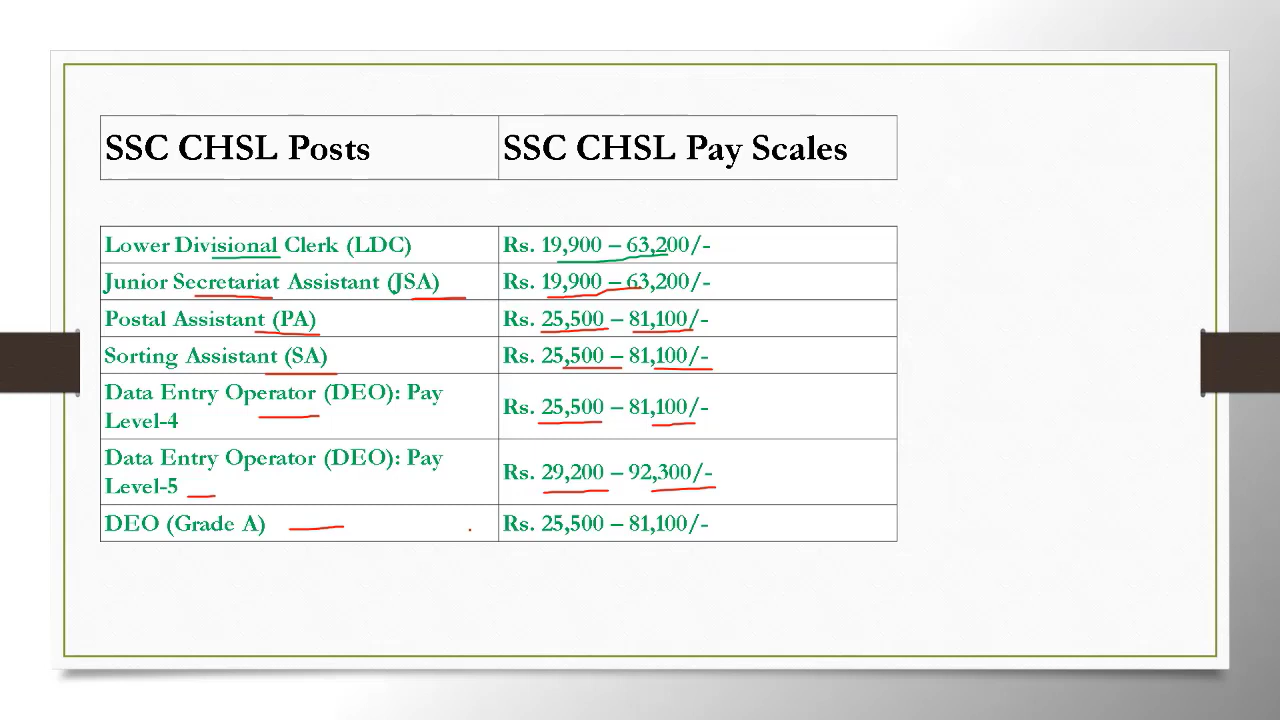 SSC CHSL Posts SSC CHSL Pay Scales
Lower Divisional Clerk (LDC) Rs. 19,900 – 63,200/-
Junior Secretariat Assistant (JSA) Rs. 19,900 – 63,200/-
Postal Assistant (PA) Rs. 25,500 – 81,100/-
Sorting Assistant (SA) Rs. 25,500 – 81,100/-
Data Entry Operator (DEO): Pay
Level-4 Rs. 25,500 – 81,100/-
Data Entry Operator (DEO): Pay
Level-5 Rs. 29,200 – 92,300/-
DEO (Grade A) Rs. 25,500 – 81,100/-